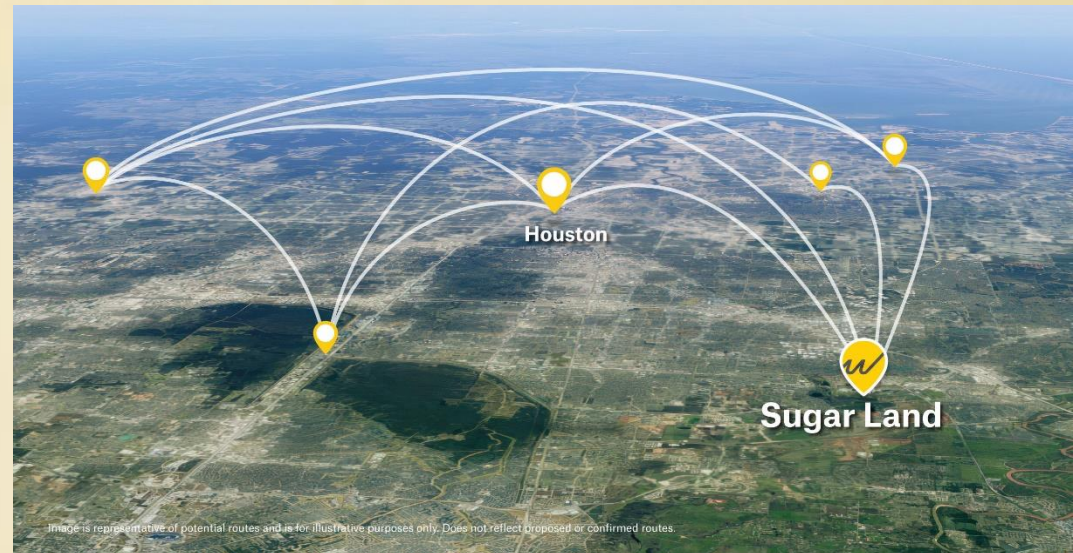 Houston
Sugar Land
Image is representative of potential routes and is for illustrative purposes only. Does not reflect proposed or confirmed routes.